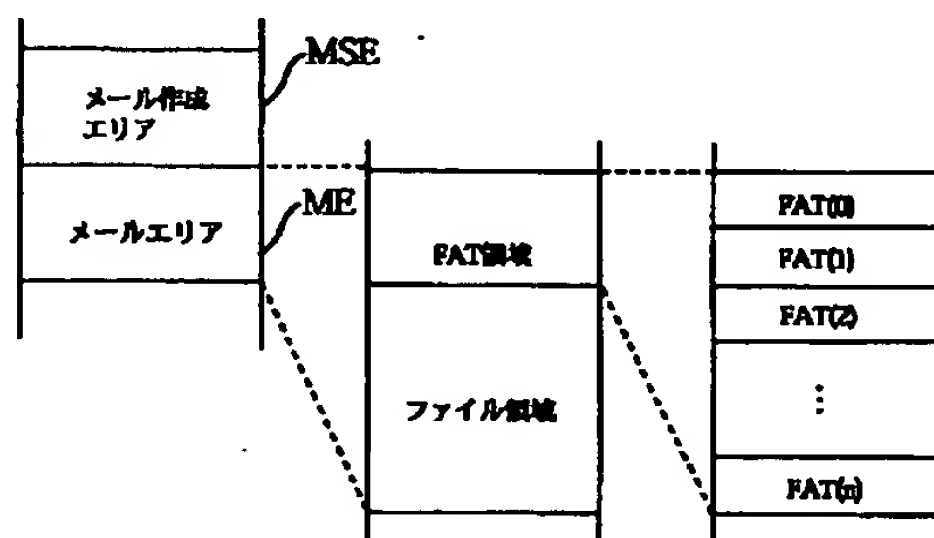 MSE
メール作成
エリア
ME
メールエリア
FAT領域
ファイル領域
FAT(0)
FAT(1)
FAT(2)
⋮
FAT(n)